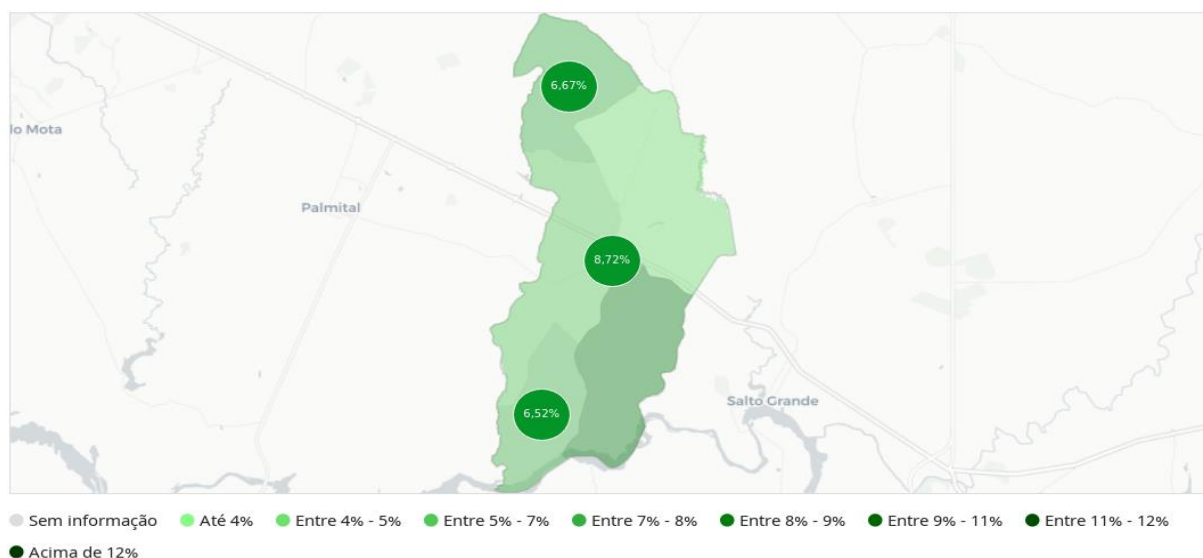 6,67%
lo Mota
Palmital
8,72%
Salto Grande
6,52%
Sem informação Até 4% Entre 4% - 5% Entre 5% - 7% Entre 7% - 8% Entre 8% - 9% Entre 9% - 11% Entre 11% - 12%
Acima de 12%